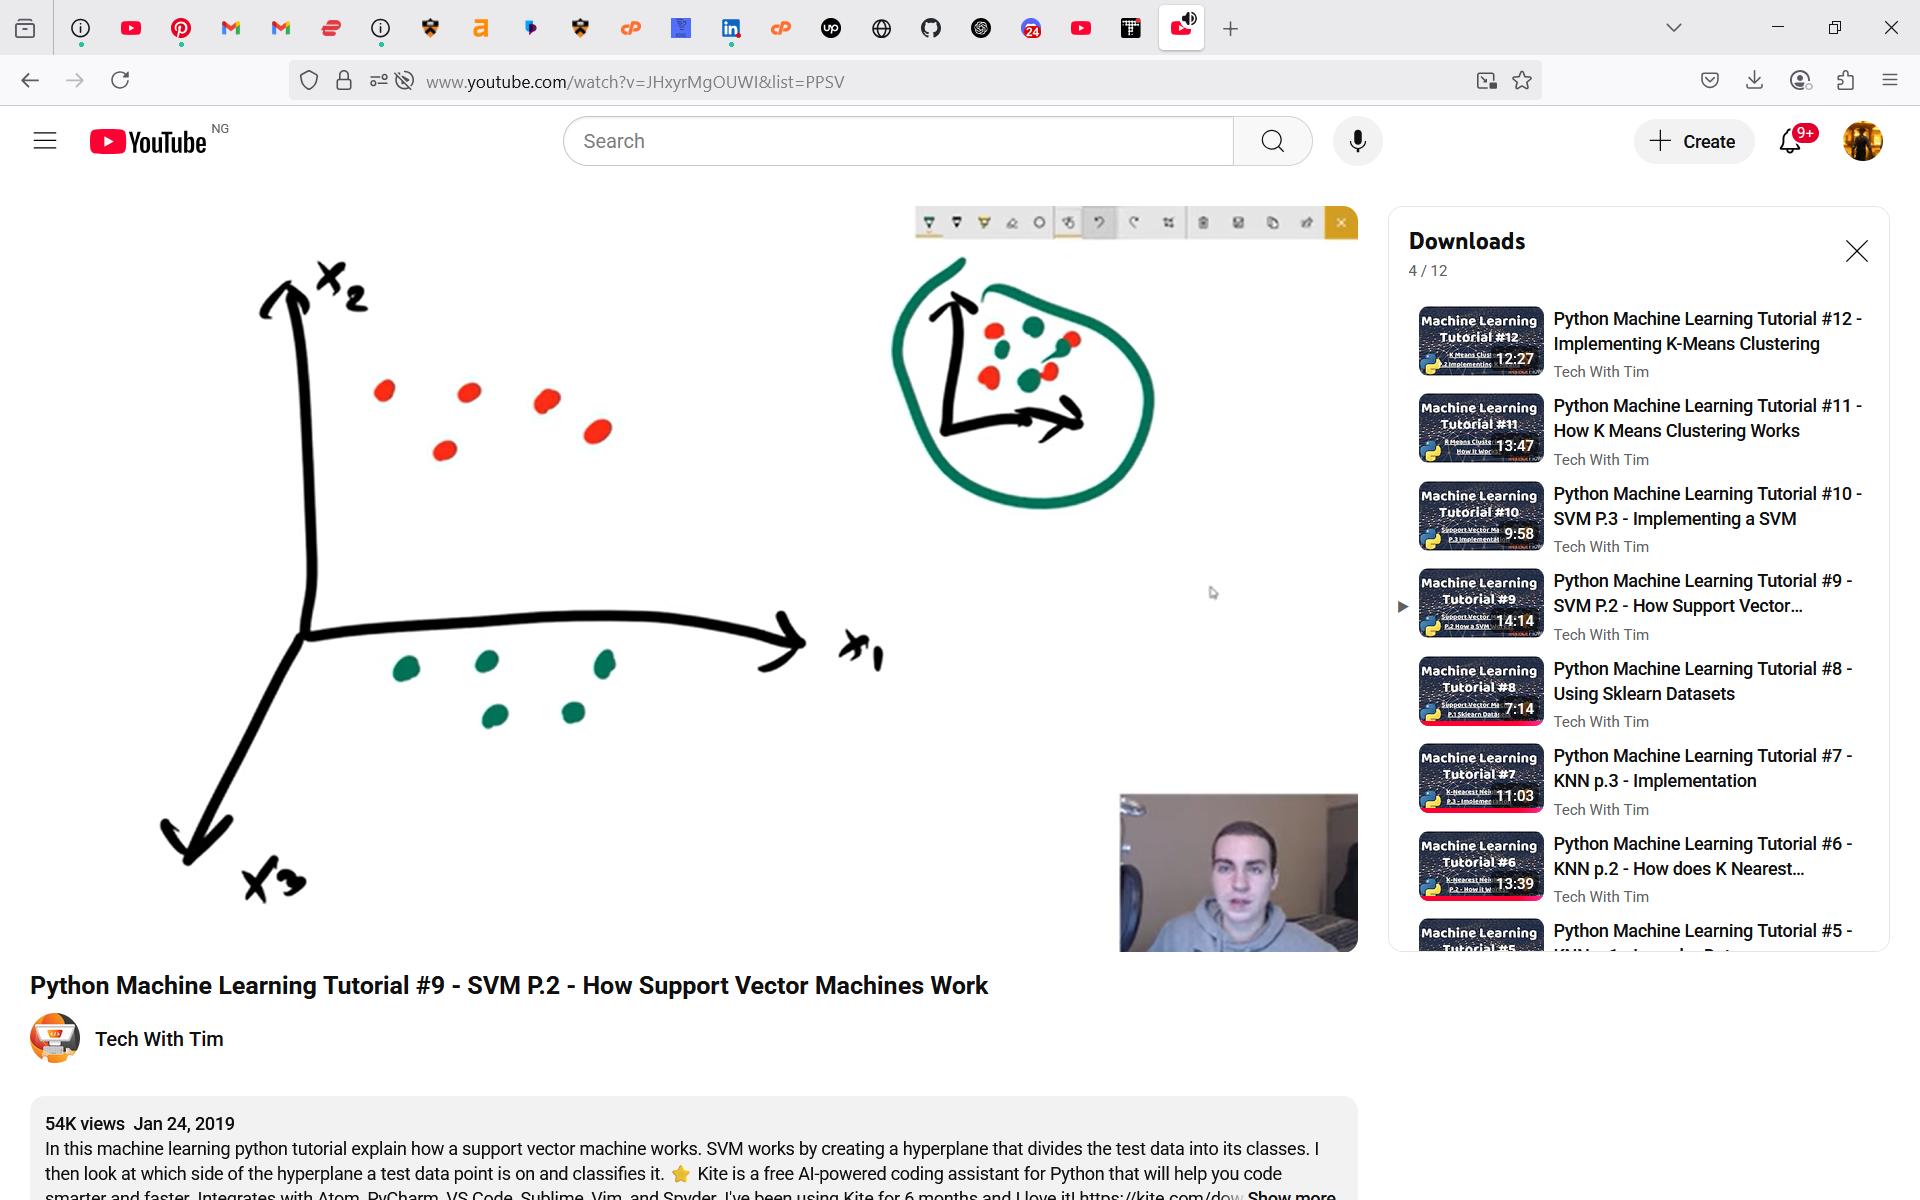 24
www.youtube.com/watch?v=JHxyrMgOUWI&list=PPSV
YouTube NG
Search
Create
9+
x2
x1
x3
Downloads
4 / 12
Machine Learning
Tutorial #12
12:27
Python Machine Learning Tutorial #12 -
Implementing K-Means Clustering
Tech With Tim
Machine Learning
Tutorial #11
How It Works
13:47
Python Machine Learning Tutorial #11 -
How K Means Clustering Works
Tech With Tim
Machine Learning
Tutorial #10
9:58
Python Machine Learning Tutorial #10 -
SVM P.3 - Implementing a SVM
Tech With Tim
Machine Learning
Tutorial #9
14:14
Python Machine Learning Tutorial #9 -
SVM P.2 - How Support Vector...
Tech With Tim
Machine Learning
Tutorial #8
7:14
Python Machine Learning Tutorial #8 -
Using Sklearn Datasets
Tech With Tim
Machine Learning
Tutorial #7
11:03
Python Machine Learning Tutorial #7 -
KNN p.3 - Implementation
Tech With Tim
Machine Learning
Tutorial #6
13:39
Python Machine Learning Tutorial #6 -
KNN p.2 - How does K Nearest...
Tech With Tim
Machine Learning
Tutorial #5
Python Machine Learning Tutorial #5 -
Python Machine Learning Tutorial #9 - SVM P.2 - How Support Vector Machines Work
Tech With Tim
54K views Jan 24, 2019
In this machine learning python tutorial explain how a support vector machine works. SVM works by creating a hyperplane that divides the test data into its classes. I
then look at which side of the hyperplane a test data point is on and classifies it. ⭐ Kite is a free AI-powered coding assistant for Python that will help you code
smarter and faster. Integrates with Atom, PyCharm, VS Code, Sublime, Vim, and Spyder. I've been using Kite for 6 months and I love it! https://kite.com/dow Show more